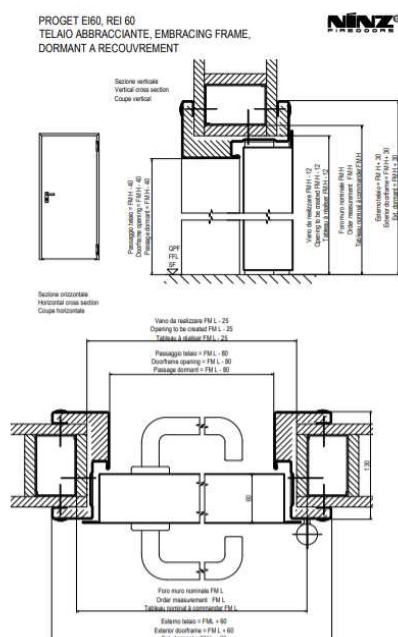 PROGET EI60, REI 60
TELAIO ABBRACCIANTE, EMBRACING FRAME,
DORMANT A RECOUVREMENT
NINZ
FIREDOORS
Sezione verticale
Vertical cross section
Coupe vertical
Passaggio telaio = FM H - 40
Doorframe opening = FM H - 40
Passage dormant = FM H - 40
Vano da realizzare FM H - 12
Opening to be created FM H - 12
Tableau à réaliser FM H - 12
Foro muro nominale FM H
Order measurement FM H
Tableau nominal à commander FM H
Esterno telaio = FM H + 30
Exterior doorframe = FM H + 30
Ext. dormant = FM H + 30
QPF
FFL
SF
Sezione orizzontale
Horizontal cross section
Coupe horizontale
Vano da realizzare FM L - 25
Opening to be created FM L - 25
Tableau à réaliser FM L - 25
Passaggio telaio = FM L - 80
Doorframe opening = FM L - 80
Passage dormant = FM L - 80
60
130
Foro muro nominale FM L
Order measurement FM L
Tableau nominal à commander FM L
Esterno telaio = FML + 60
Exterior doorframe = FM L + 60